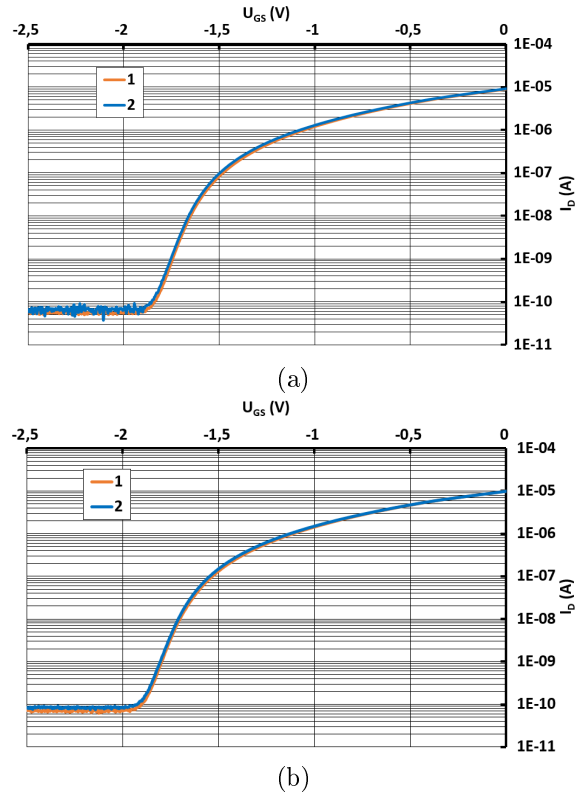 U_GS (V)
-2,5 -2 -1,5 -1 -0,5 0
1E-04
1
2
1E-05
1E-06
1E-07
I_D (A)
1E-08
1E-09
1E-10
1E-11
(a)
U_GS (V)
-2,5 -2 -1,5 -1 -0,5 0
1E-04
1
2
1E-05
1E-06
1E-07
I_D (A)
1E-08
1E-09
1E-10
1E-11
(b)